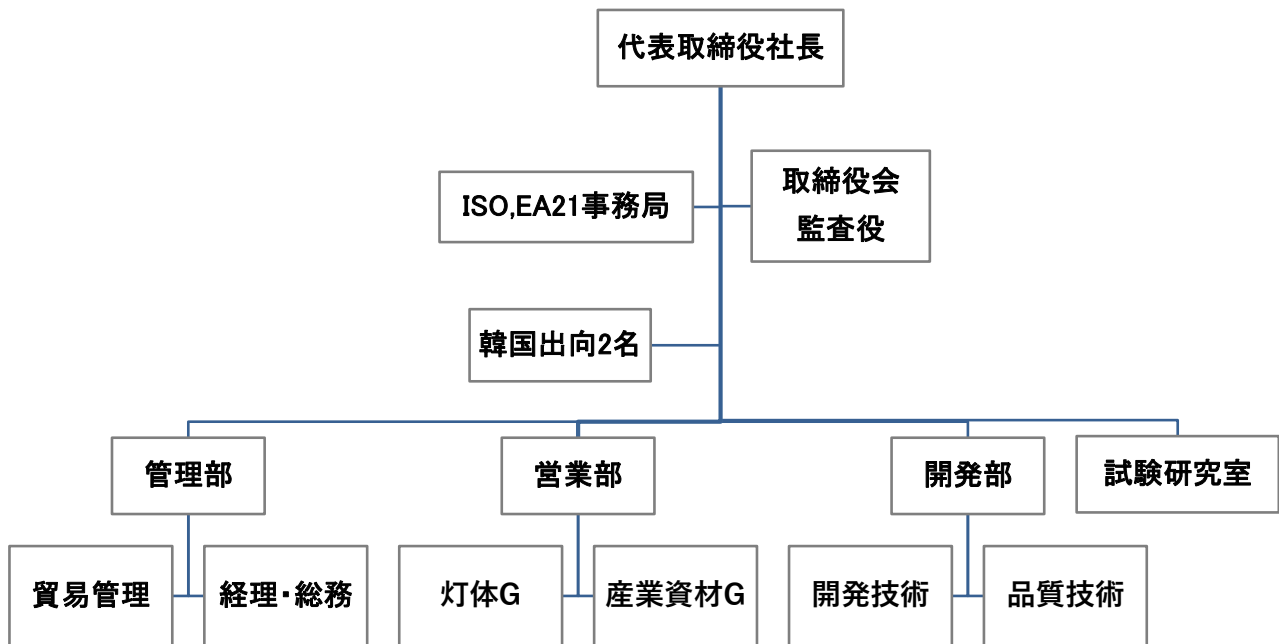 代表取締役社長
ISO,EA21事務局
取締役会
監査役
韓国出向2名
管理部
営業部
開発部
試験研究室
貿易管理
経理・総務
灯体G
産業資材G
開発技術
品質技術